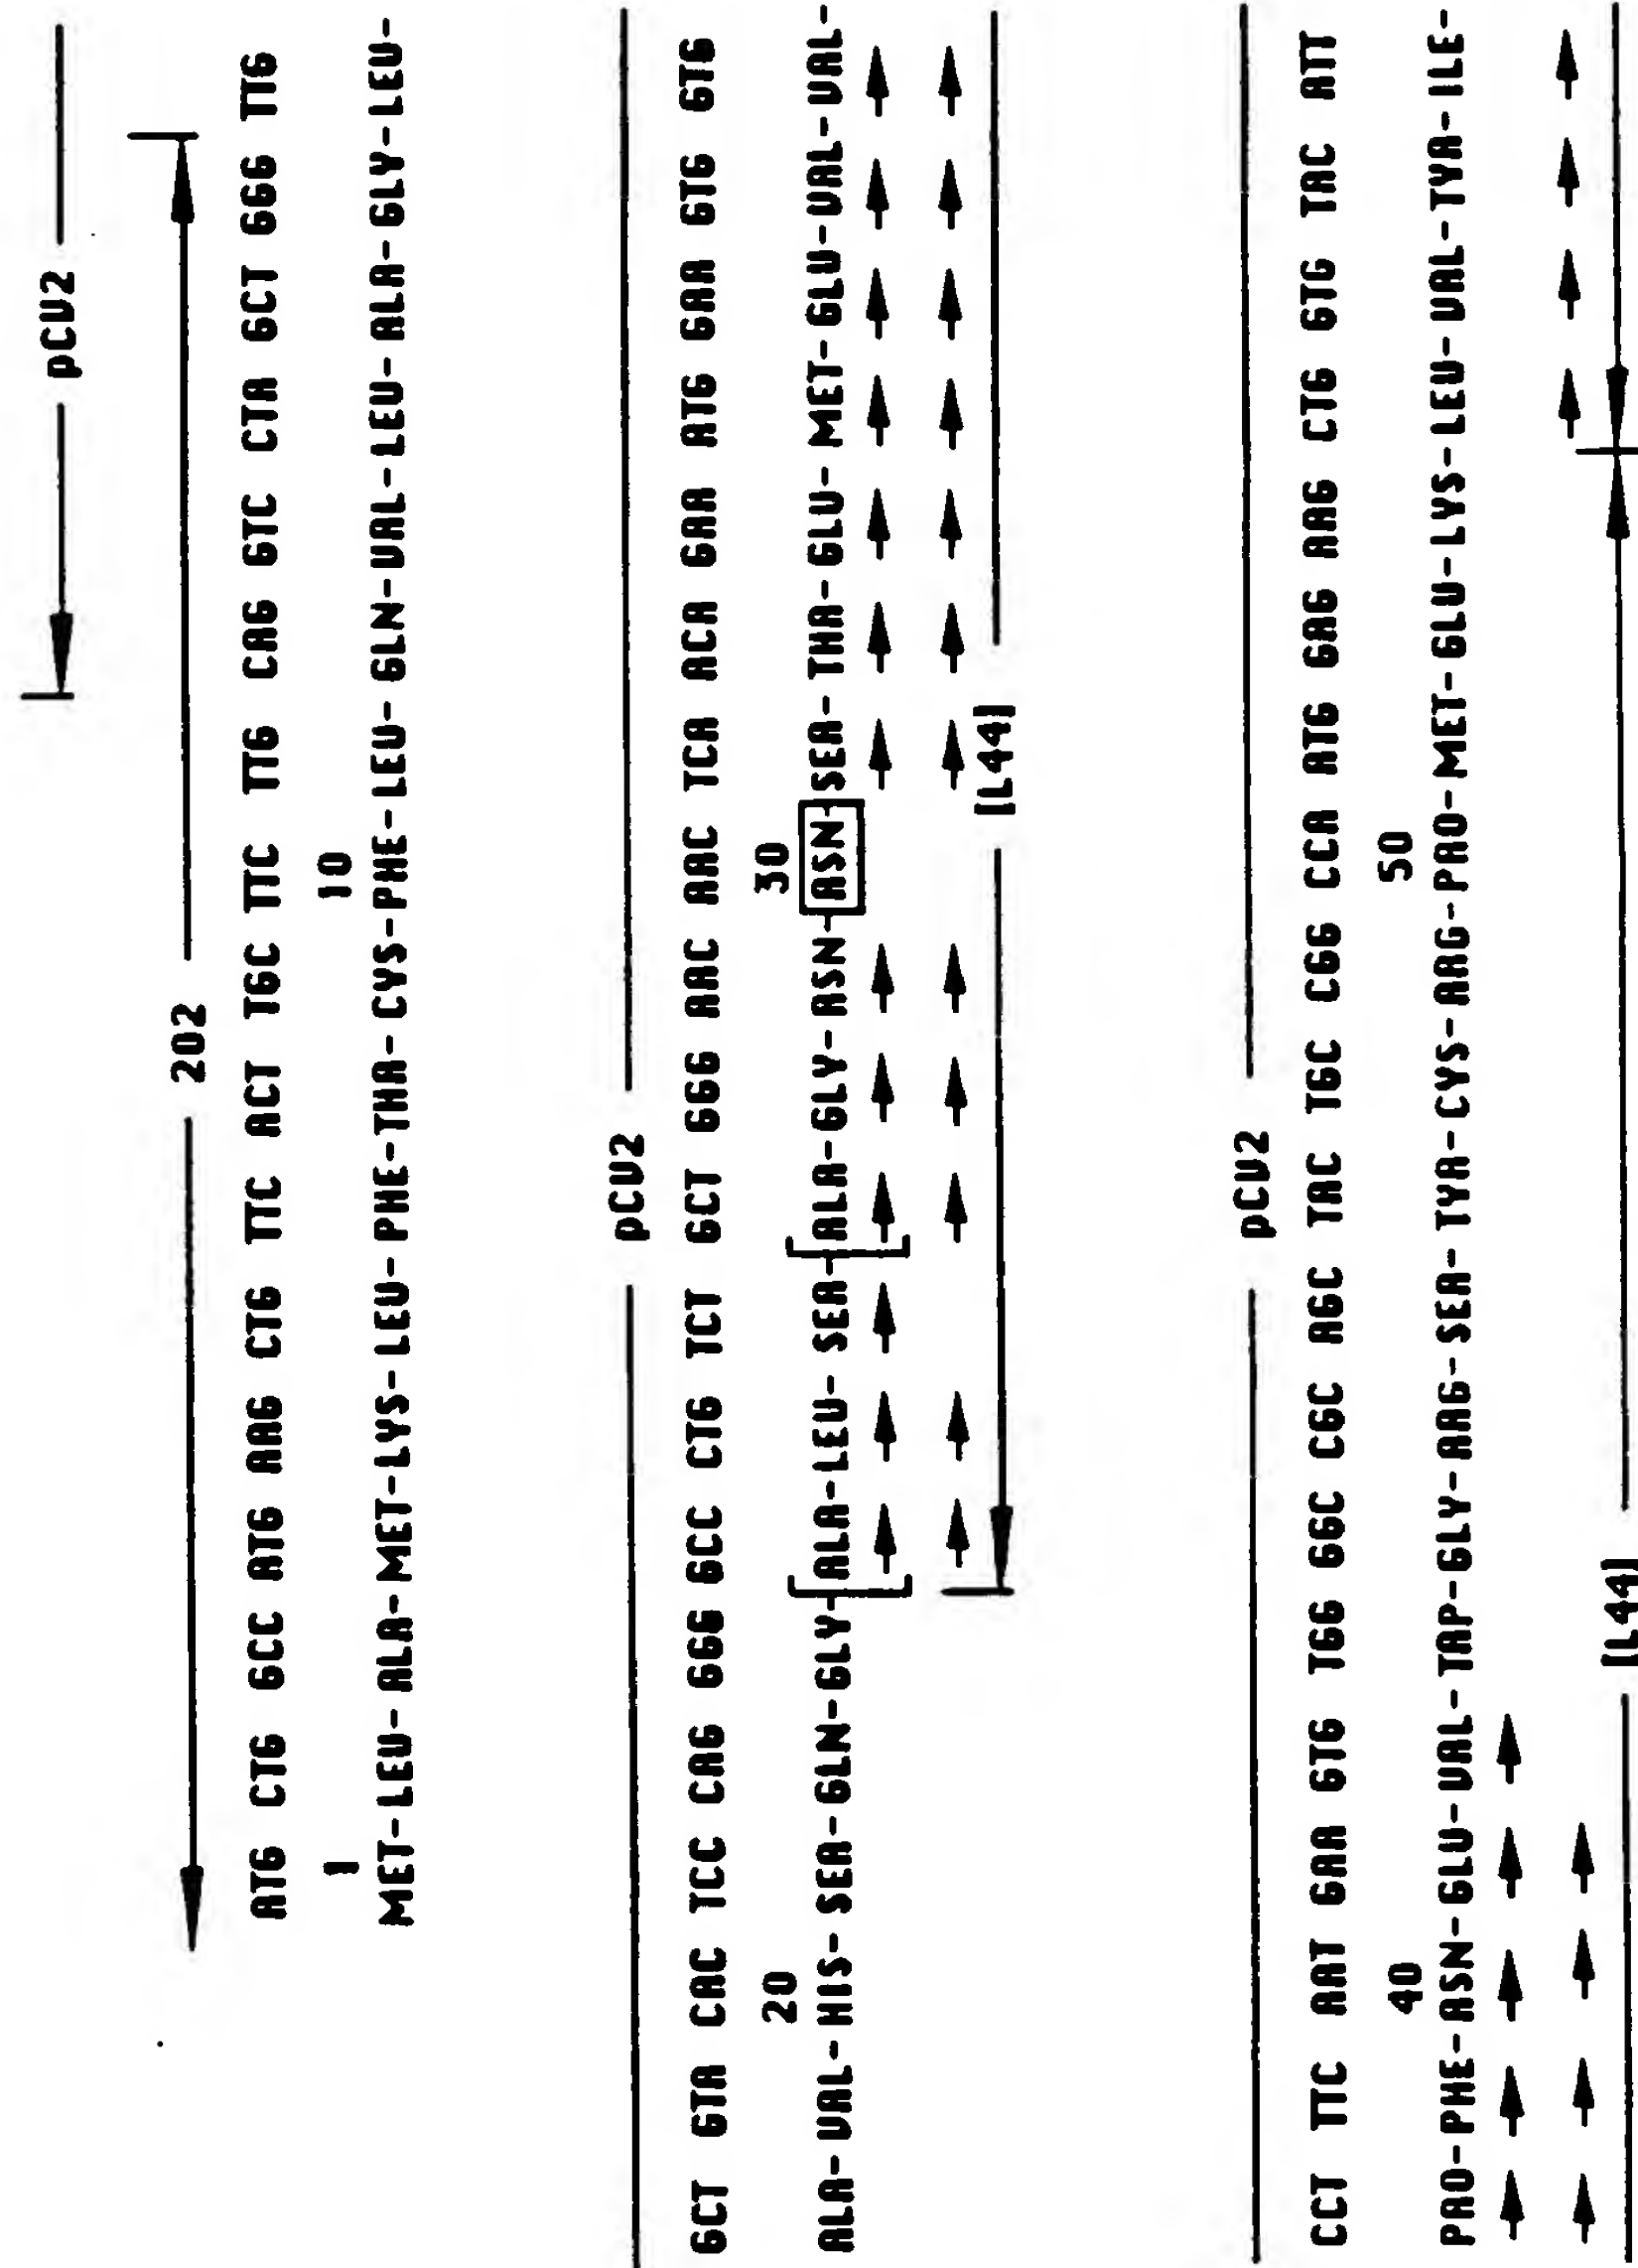 pCV2
202
ATG CTG GCC ATG AAG CTG TTC ACT TGC TTC TTG CAG GTC CTA GCT GGG TTG
1 10
MET-LEU-ALA-MET-LYS-LEU-PHE-THR-CYS-PHE-LEU-GLN-VAL-LEU-ALA-GLY-LEU-
pCV2
GCT GTA CAC TCC CAG GGG GCC CTG TCT GCT GGG AAC AAC TCA ACA GAA ATG GAA GTG GTG
20 30
ALA-VAL-HIS-SER-GLN-GLY-[ALA-LEU-SER-[ALA-GLY-ASN-ASN-SER-THR-GLU-MET-GLU-VAL-VAL-
[L44]
pCV2
CCT TTC AAT GAA GTG TGG GGC CGC AGC TAC TGC CGG CCA ATG GAG AAG CTG GTG TAC ATT
40 50
PRO-PHE-ASN-GLU-VAL-TRP-GLY-ARG-SER-TYR-CYS-ARG-PRO-MET-GLU-LYS-LEU-VAL-TYR-ILE-
[L44]